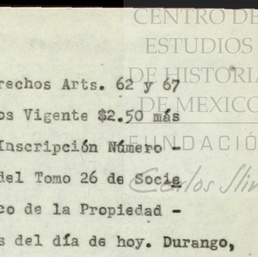 CENTRO DE
ESTUDIOS
DE HISTORIA
DE MEXICO
FUNDACIÓ
Carlos Slim
rechos Arts. 62 y 67
os Vigente $2.50 más
Inscripción Número -
del Tomo 26 de Socie
co de la Propiedad -
s del día de hoy. Durango,